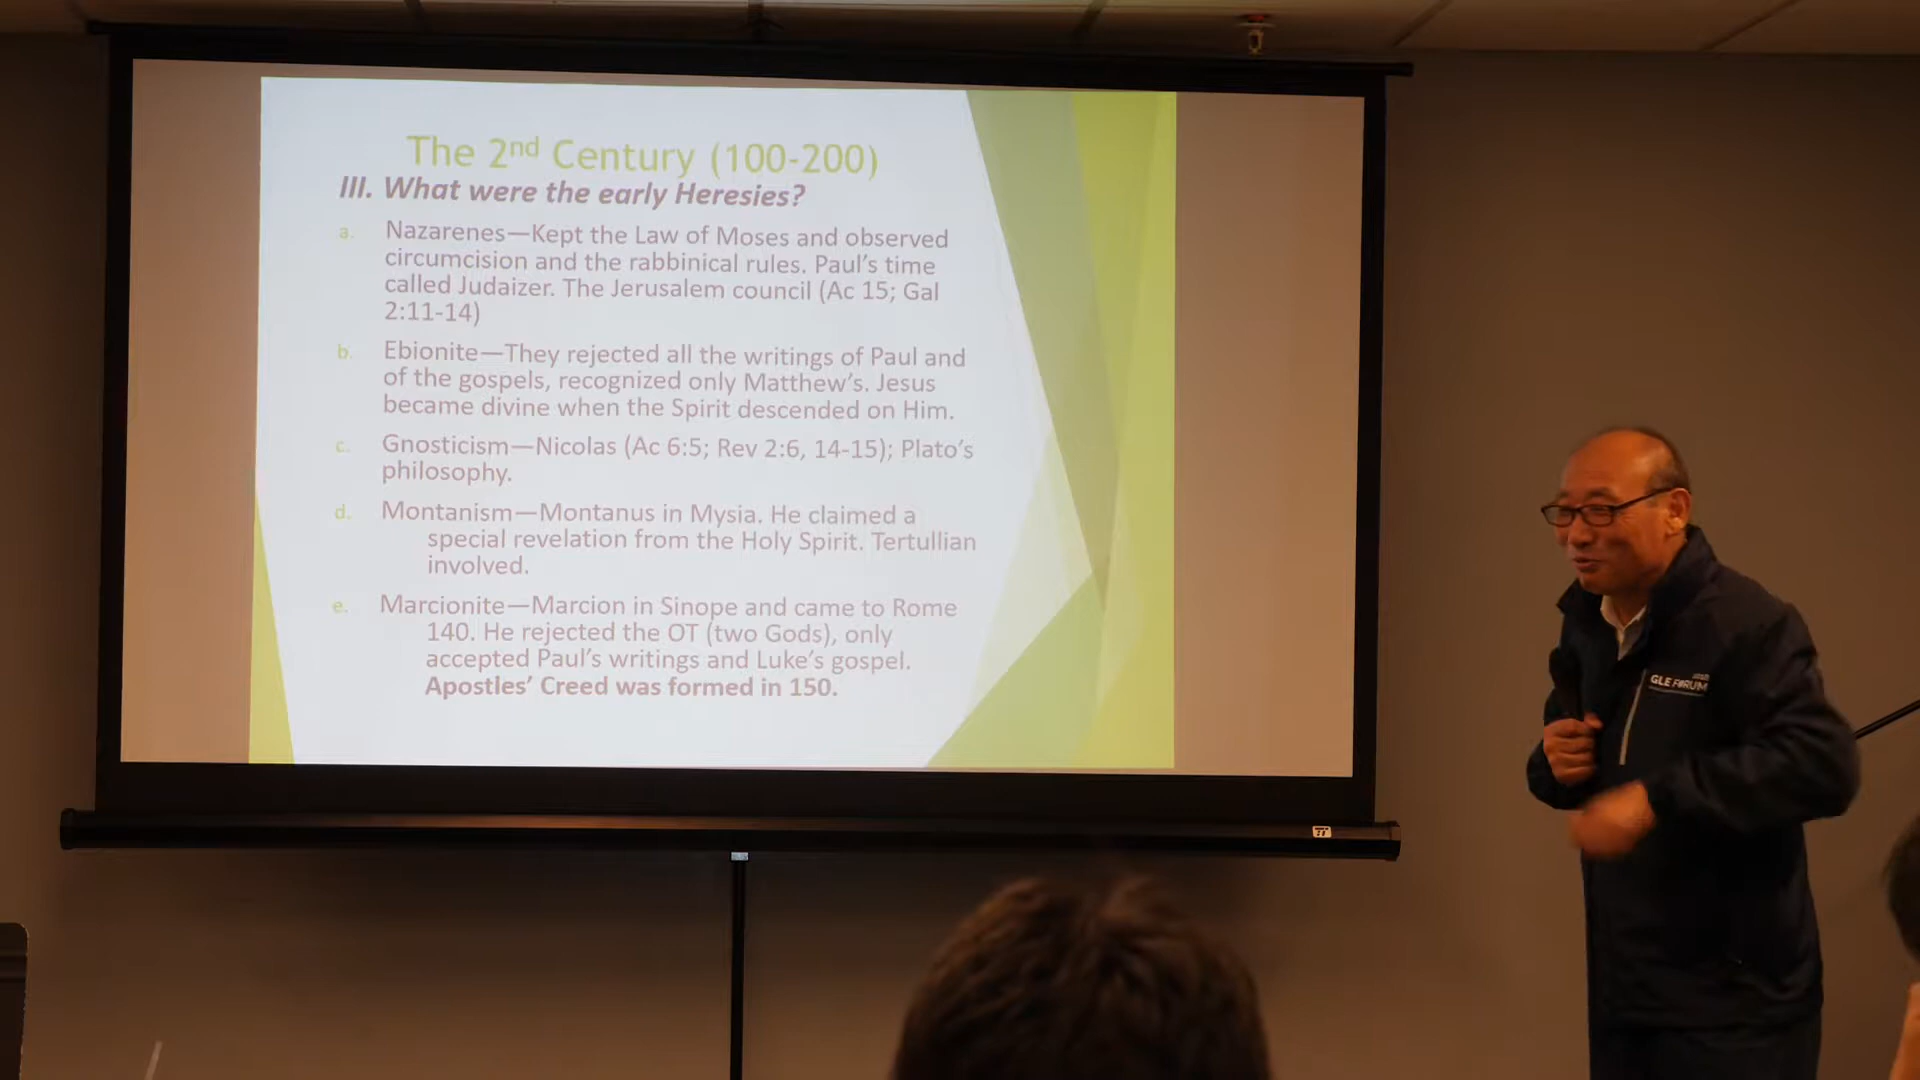 The 2nd Century (100-200)
III. What were the early Heresies?
a. Nazarenes—Kept the Law of Moses and observed
circumcision and the rabbinical rules. Paul's time
called Judaizer. The Jerusalem council (Ac 15; Gal
2:11-14)
b. Ebionite—They rejected all the writings of Paul and
of the gospels, recognized only Matthew's. Jesus
became divine when the Spirit descended on Him.
c. Gnosticism—Nicolas (Ac 6:5; Rev 2:6, 14-15); Plato's
philosophy.
d. Montanism—Montanus in Mysia. He claimed a
special revelation from the Holy Spirit. Tertullian
involved.
e. Marcionite—Marcion in Sinope and came to Rome
140. He rejected the OT (two Gods), only
accepted Paul's writings and Luke's gospel.
Apostles' Creed was formed in 150.
GLE FORUM